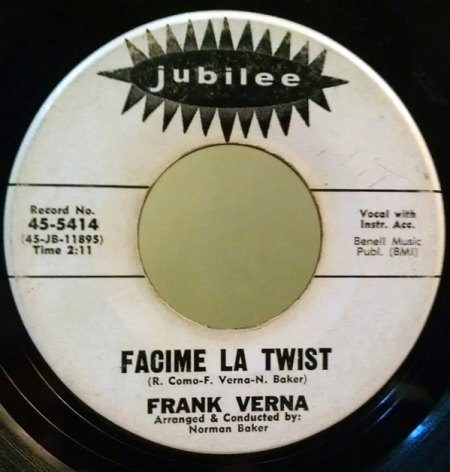 jubilee
Record No.
45-5414
(45-JB-11895)
Time 2:11
Vocal with
Instr. Acc.
Benell Music
Publ. (BMI)
FACIME LA TWIST
(R. Como-F. Verna-N. Baker)
FRANK VERNA
Arranged & Conducted by:
Norman Baker